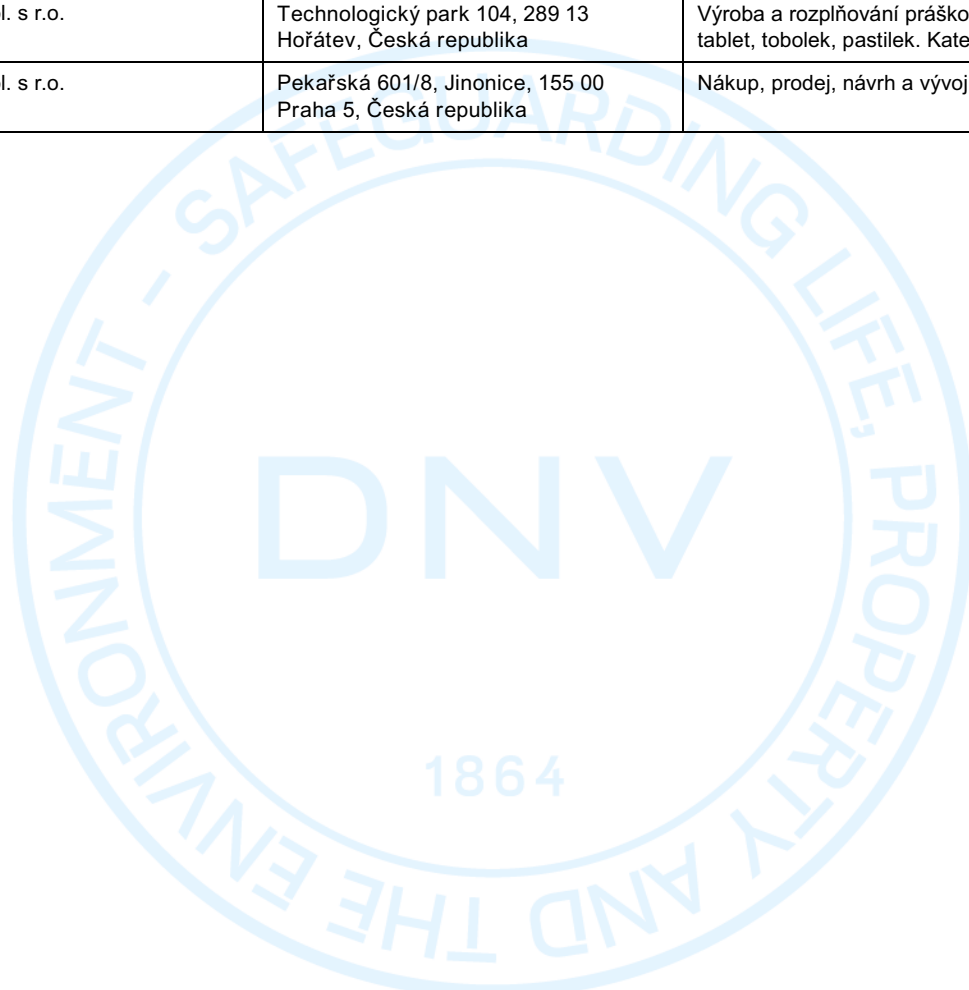 l. s r.o.
Technologický park 104, 289 13
Hořátev, Česká republika
Výroba a rozplňování práško
tablet, tobolek, pastilek. Kate
l. s r.o.
Pekařská 601/8, Jinonice, 155 00
Praha 5, Česká republika
Nákup, prodej, návrh a vývoj
SAFEGUARDING LIFE, PROPERTY AND THE ENVIRONMENT –
DNV
1864